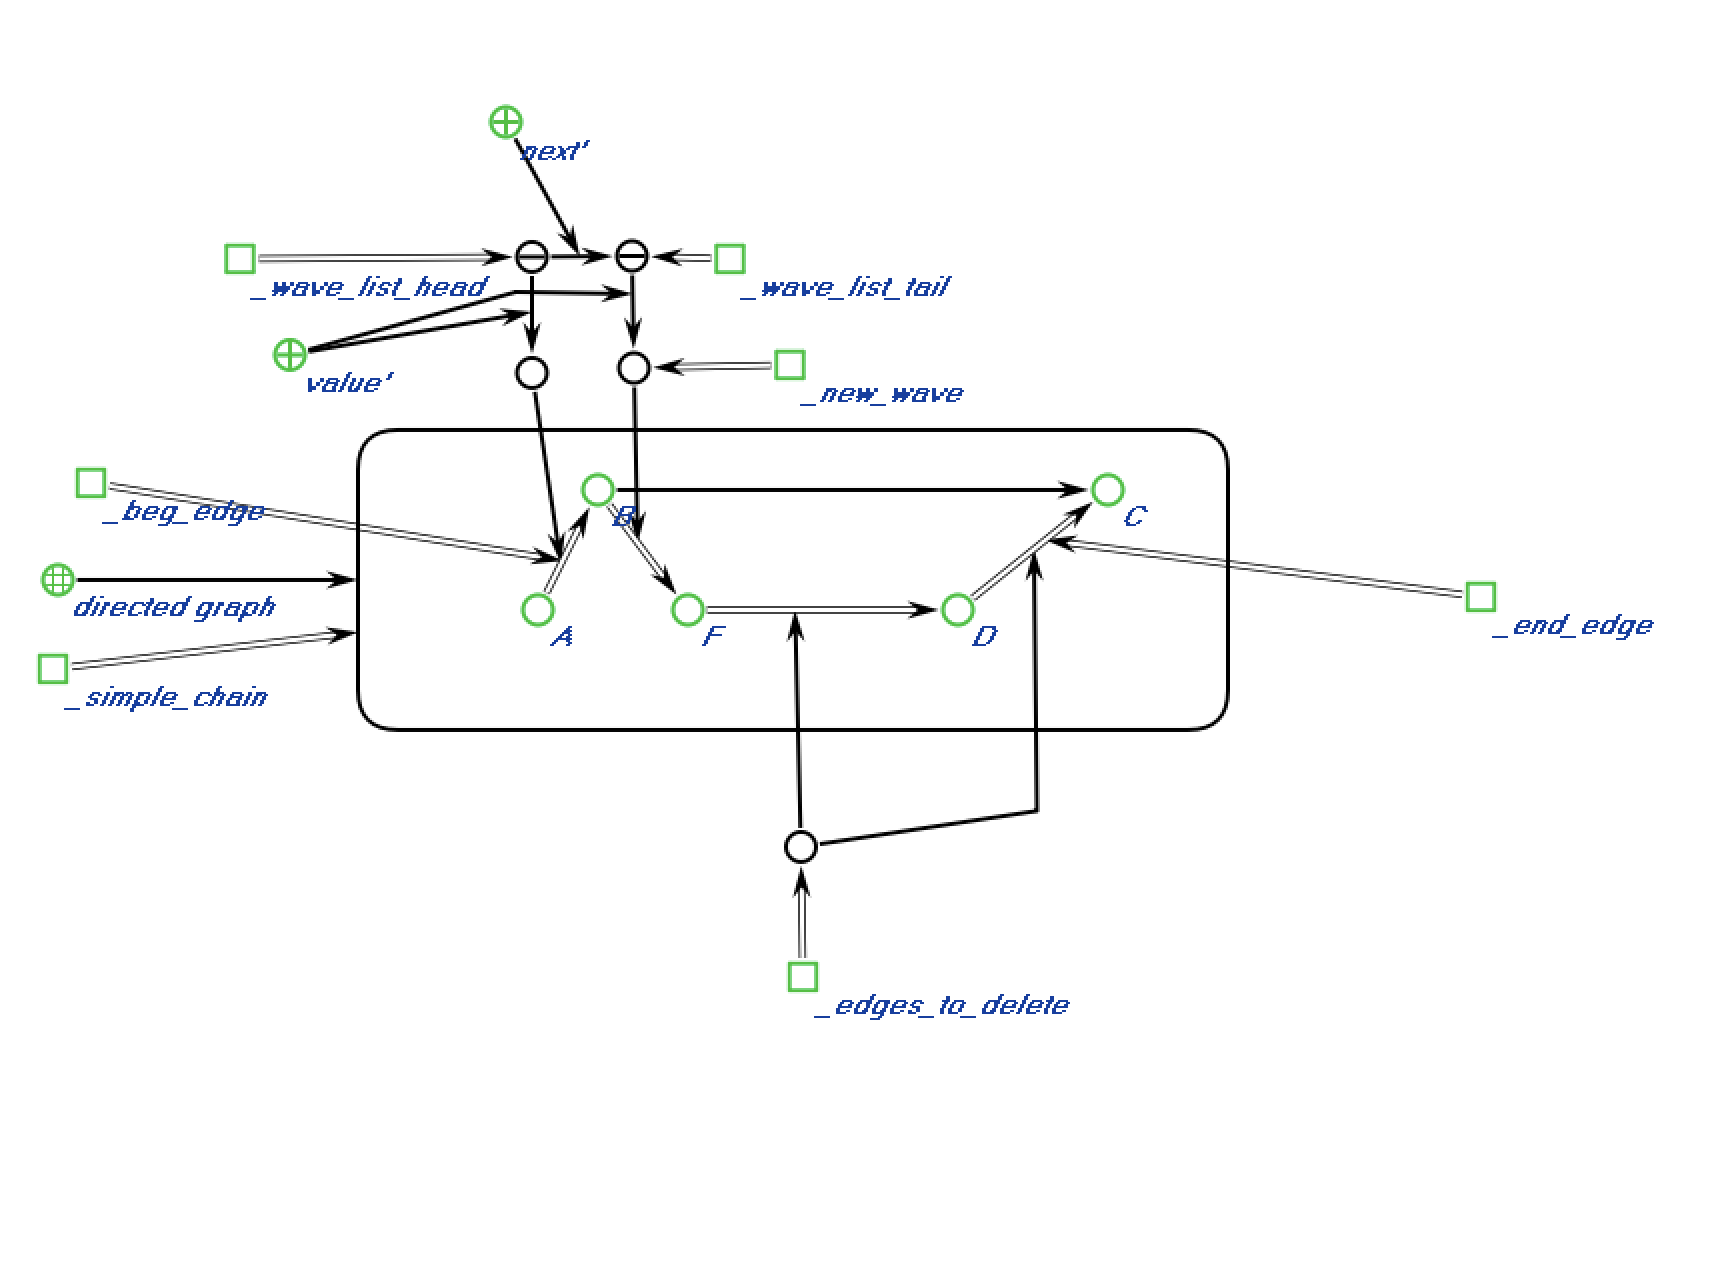 next'
_wave_list_head
_wave_list_tail
value'
_new_wave
_beg_edge
B
C
directed graph
A
F
D
_end_edge
_simple_chain
_edges_to_delete